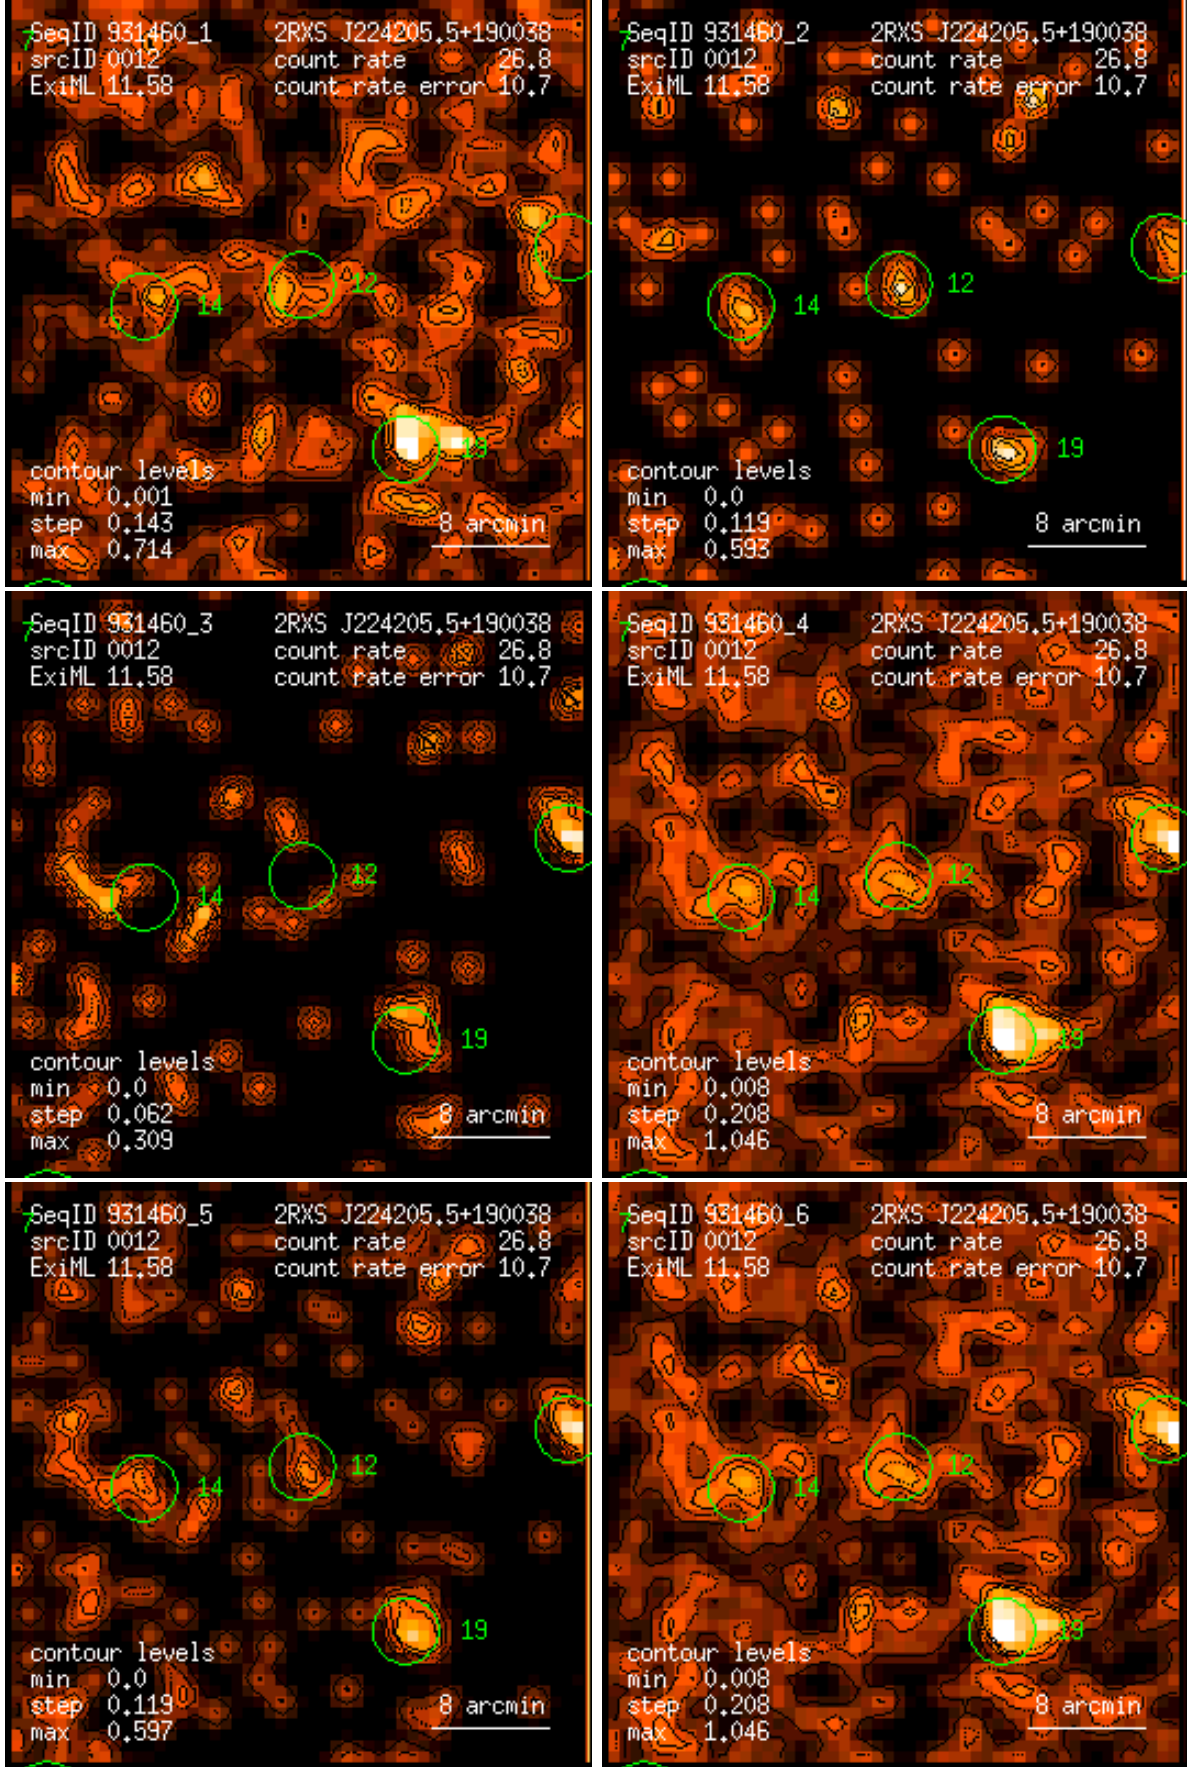 7 SeqID 931460_1 2RXS J224205.5+190038
srcID 0012 count rate 26.8
ExiML 11.58 count rate error 10.7
12
14
19
contour levels
min 0.001
step 0.143 8 arcmin
max 0.714
7 SeqID 931460_2 2RXS J224205.5+190038
srcID 0012 count rate 26.8
ExiML 11.58 count rate error 10.7
12
14
19
contour levels
min 0.0
step 0.119 8 arcmin
max 0.593
7 SeqID 931460_3 2RXS J224205.5+190038
srcID 0012 count rate 26.8
ExiML 11.58 count rate error 10.7
12
14
19
contour levels
min 0.0
step 0.062 8 arcmin
max 0.309
7 SeqID 931460_4 2RXS J224205.5+190038
srcID 0012 count rate 26.8
ExiML 11.58 count rate error 10.7
12
14
19
contour levels
min 0.008
step 0.208 8 arcmin
max 1.046
7 SeqID 931460_5 2RXS J224205.5+190038
srcID 0012 count rate 26.8
ExiML 11.58 count rate error 10.7
12
14
19
contour levels
min 0.0
step 0.119 8 arcmin
max 0.597
7 SeqID 931460_6 2RXS J224205.5+190038
srcID 0012 count rate 26.8
ExiML 11.58 count rate error 10.7
12
14
19
contour levels
min 0.008
step 0.208 8 arcmin
max 1.046